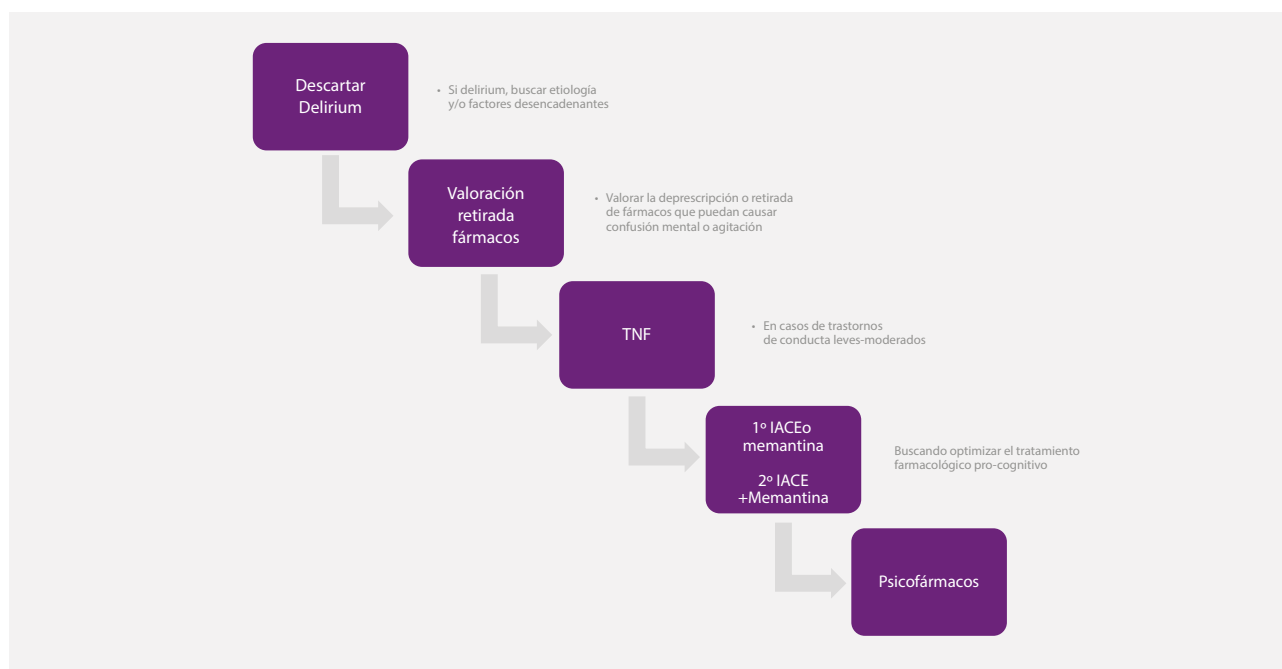 Descartar
Delirium
• Si delirium, buscar etiología
y/o factores desencadenantes
Valoración
retirada
fármacos
• Valorar la deprescripción o retirada
de fármacos que puedan causar
confusión mental o agitación
TNF
• En casos de trastornos
de conducta leves-moderados
1º IACEo
memantina
2º IACE
+Memantina
Buscando optimizar el tratamiento
farmacológico pro-cognitivo
Psicofármacos